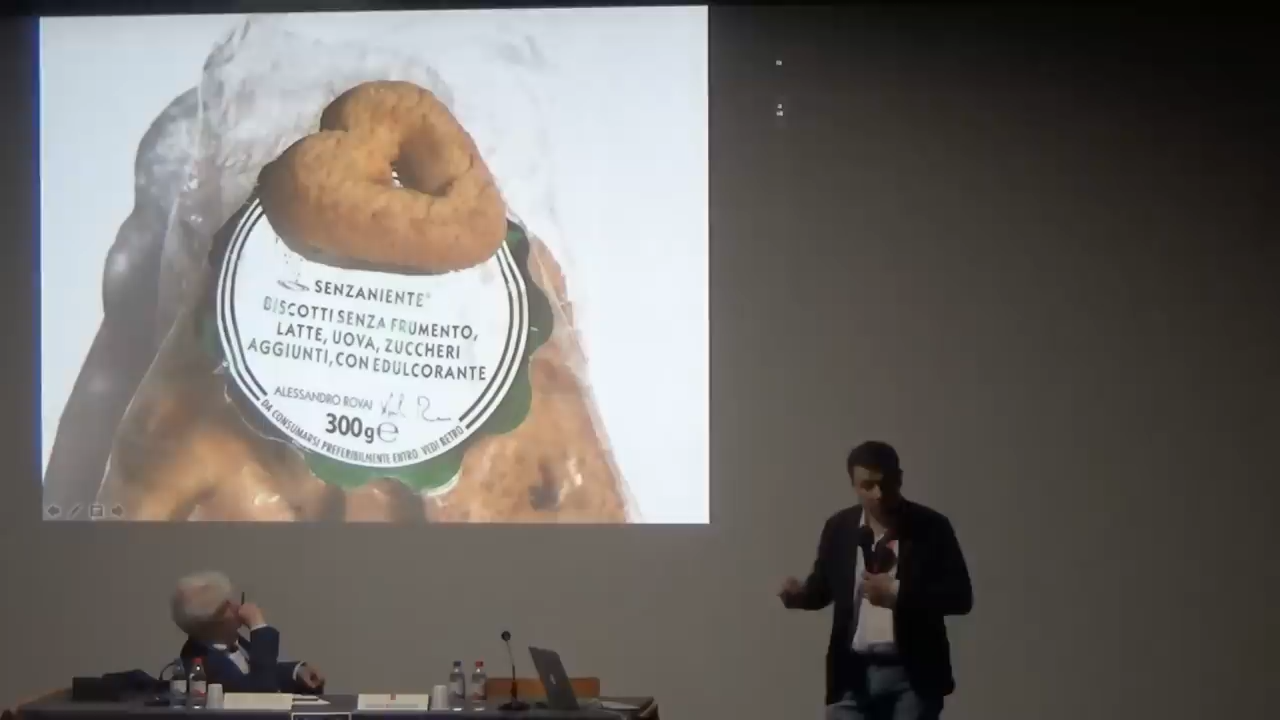 SENZANIENTE®
BISCOTTI SENZA FRUMENTO,
LATTE, UOVA, ZUCCHERI
AGGIUNTI, CON EDULCORANTE
ALESSANDRO ROVAI
300g ℮
DA CONSUMARSI PREFERIBILMENTE ENTRO: VEDI RETRO